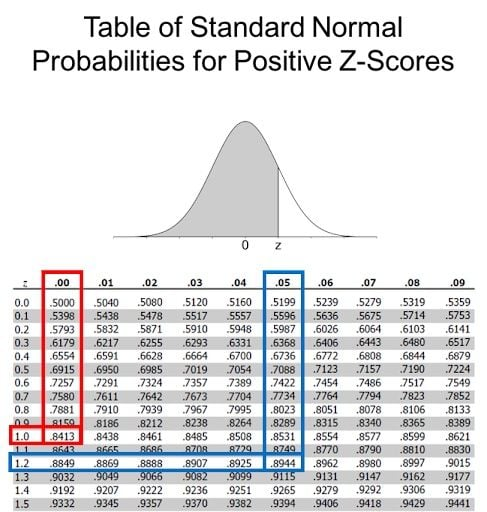 Table of Standard Normal
Probabilities for Positive Z-Scores
0 z
z .00 .01 .02 .03 .04 .05 .06 .07 .08 .09
0.0 .5000 .5040 .5080 .5120 .5160 .5199 .5239 .5279 .5319 .5359
0.1 .5398 .5438 .5478 .5517 .5557 .5596 .5636 .5675 .5714 .5753
0.2 .5793 .5832 .5871 .5910 .5948 .5987 .6026 .6064 .6103 .6141
0.3 .6179 .6217 .6255 .6293 .6331 .6368 .6406 .6443 .6480 .6517
0.4 .6554 .6591 .6628 .6664 .6700 .6736 .6772 .6808 .6844 .6879
0.5 .6915 .6950 .6985 .7019 .7054 .7088 .7123 .7157 .7190 .7224
0.6 .7257 .7291 .7324 .7357 .7389 .7422 .7454 .7486 .7517 .7549
0.7 .7580 .7611 .7642 .7673 .7704 .7734 .7764 .7794 .7823 .7852
0.8 .7881 .7910 .7939 .7967 .7995 .8023 .8051 .8078 .8106 .8133
0.9 .8159 .8186 .8212 .8238 .8264 .8289 .8315 .8340 .8365 .8389
1.0 .8413 .8438 .8461 .8485 .8508 .8531 .8554 .8577 .8599 .8621
1.1 .8643 .8665 .8686 .8708 .8729 .8749 .8770 .8790 .8810 .8830
1.2 .8849 .8869 .8888 .8907 .8925 .8944 .8962 .8980 .8997 .9015
1.3 .9032 .9049 .9066 .9082 .9099 .9115 .9131 .9147 .9162 .9177
1.4 .9192 .9207 .9222 .9236 .9251 .9265 .9279 .9292 .9306 .9319
1.5 .9332 .9345 .9357 .9370 .9382 .9394 .9406 .9418 .9429 .9441